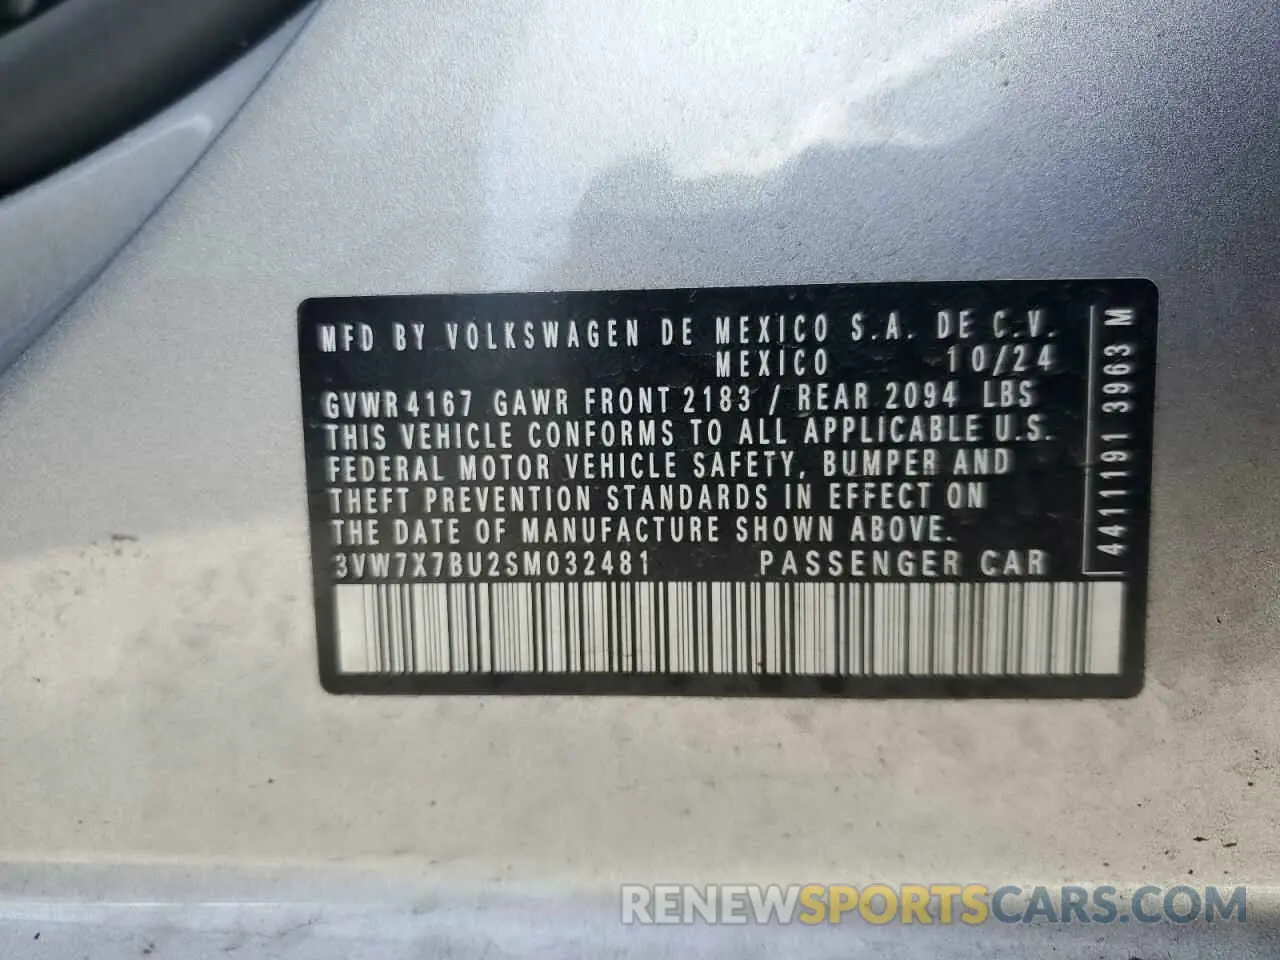 MFD BY VOLKSWAGEN DE MEXICO S.A. DE C.V.
MEXICO 10/24
GVWR 4167 GAWR FRONT 2183 / REAR 2094 LBS
THIS VEHICLE CONFORMS TO ALL APPLICABLE U.S.
FEDERAL MOTOR VEHICLE SAFETY, BUMPER AND
THEFT PREVENTION STANDARDS IN EFFECT ON
THE DATE OF MANUFACTURE SHOWN ABOVE.
3VW7X7BU2SM032481 PASSENGER CAR
4411191 3963 M
RENEWSPORTSCARS.COM